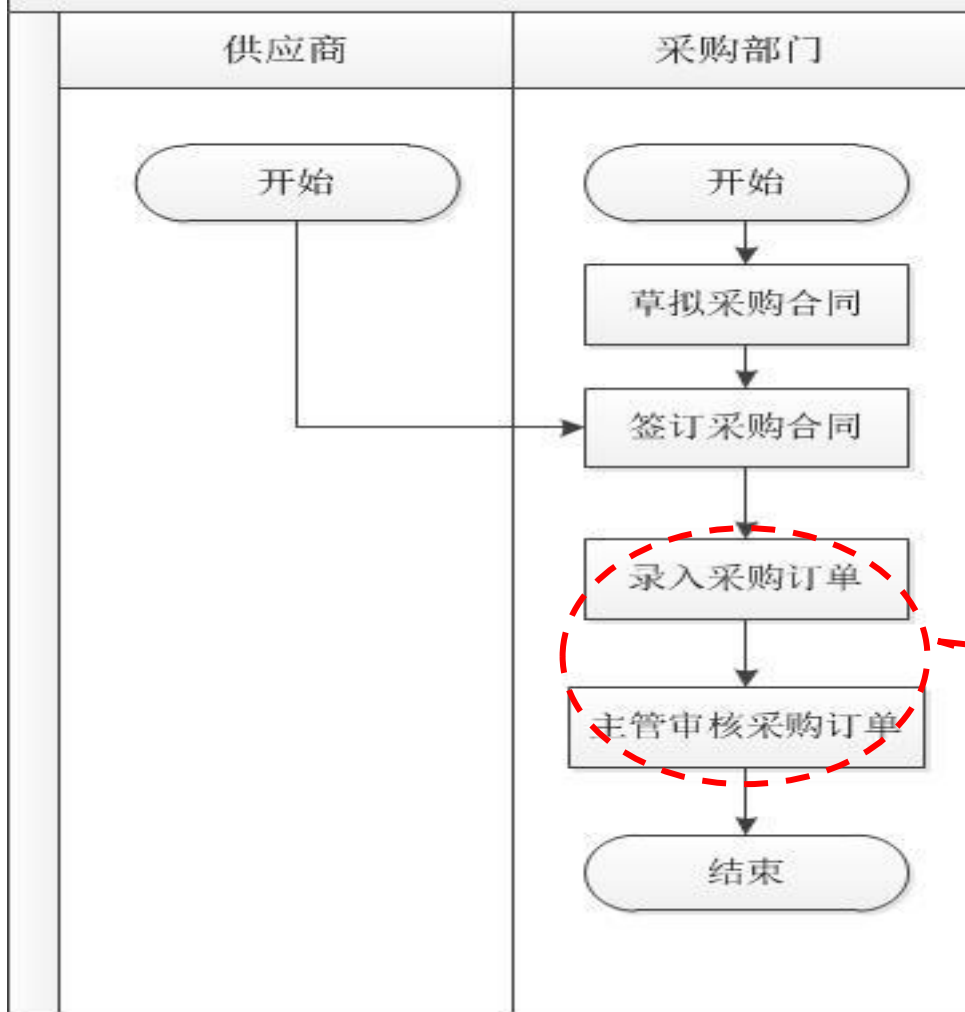 供应商
采购部门
开始
开始
草拟采购合同
签订采购合同
录入采购订单
主管审核采购订单
结束